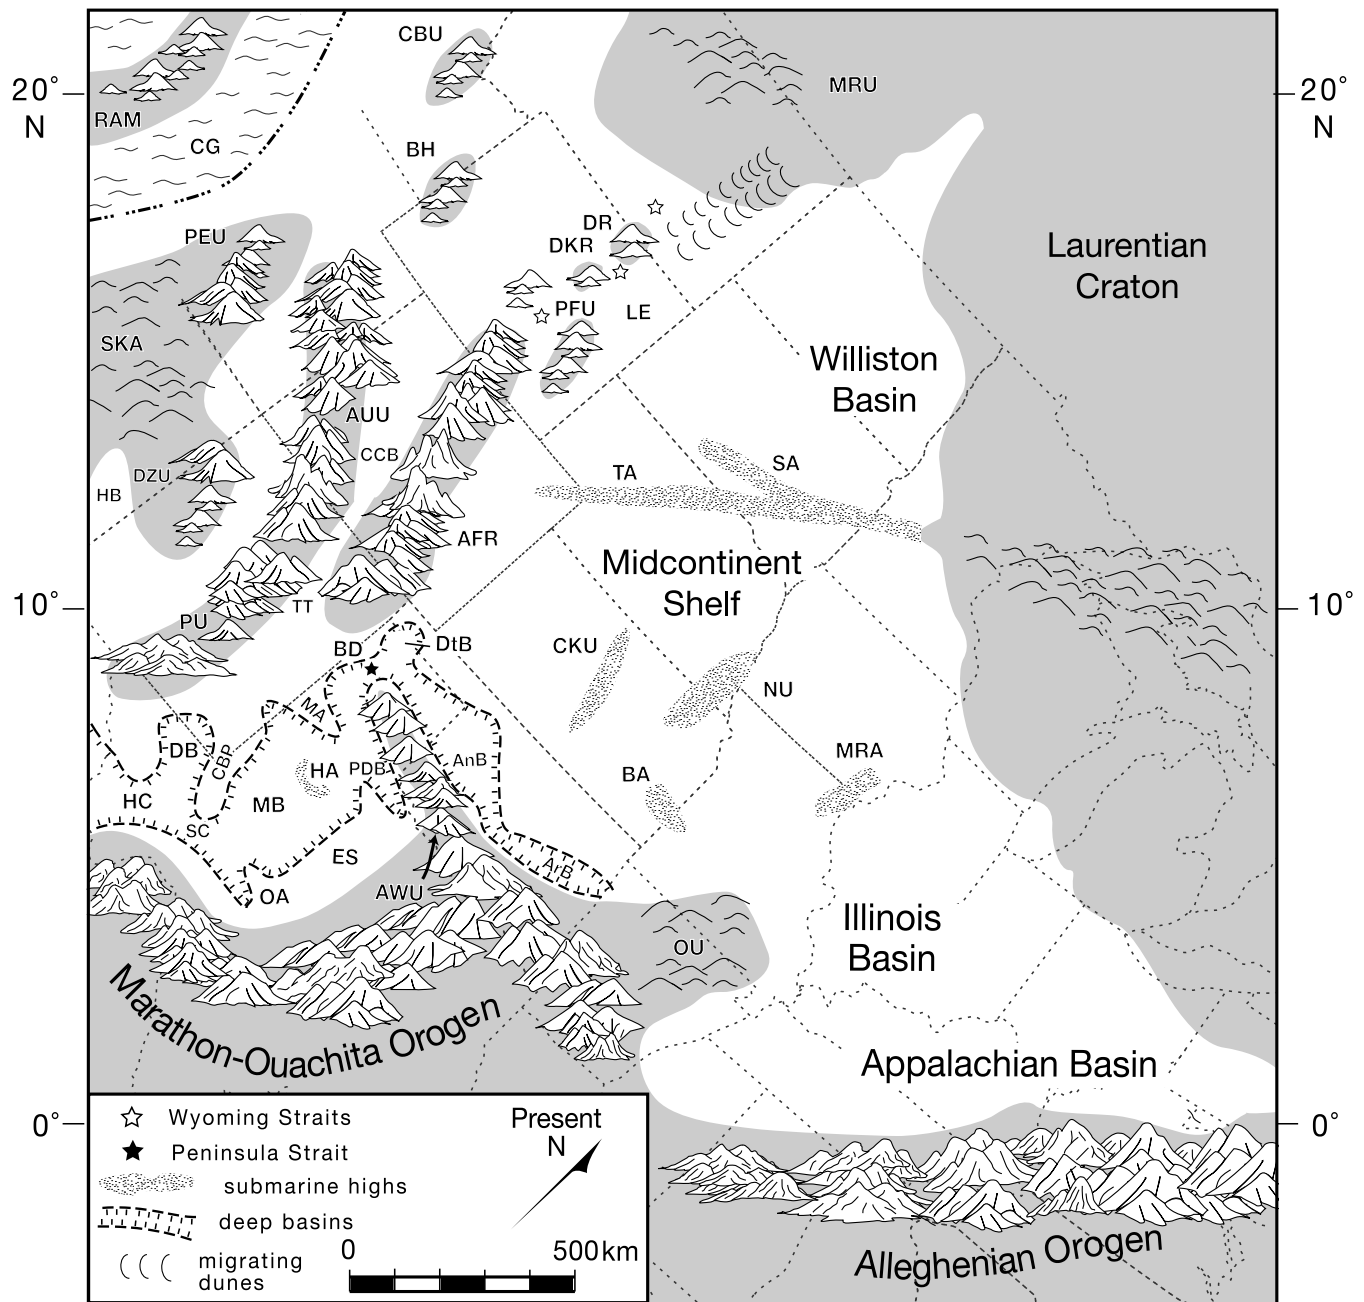 CBU
20°
N
RAM
CG
BH
MRU
20°
N
PEU
DR
DKR
Laurentian
Craton
PFU
LE
SKA
Williston
Basin
AUU
CCB
DZU
HB
TA
SA
AFR
Midcontinent
Shelf
10°
TT
PU
10°
BD
DtB
CKU
NU
MA
DB
CBP
HA
PDB
AnB
MRA
BA
HC
MB
SC
ES
ArB
OA
AWU
OU
Illinois
Basin
Marathon-Ouachita Orogen
Appalachian Basin
0°
0°
Wyoming Straits
Peninsula Strait
submarine highs
deep basins
migrating
dunes
Present
N
0
500km
Alleghenian Orogen